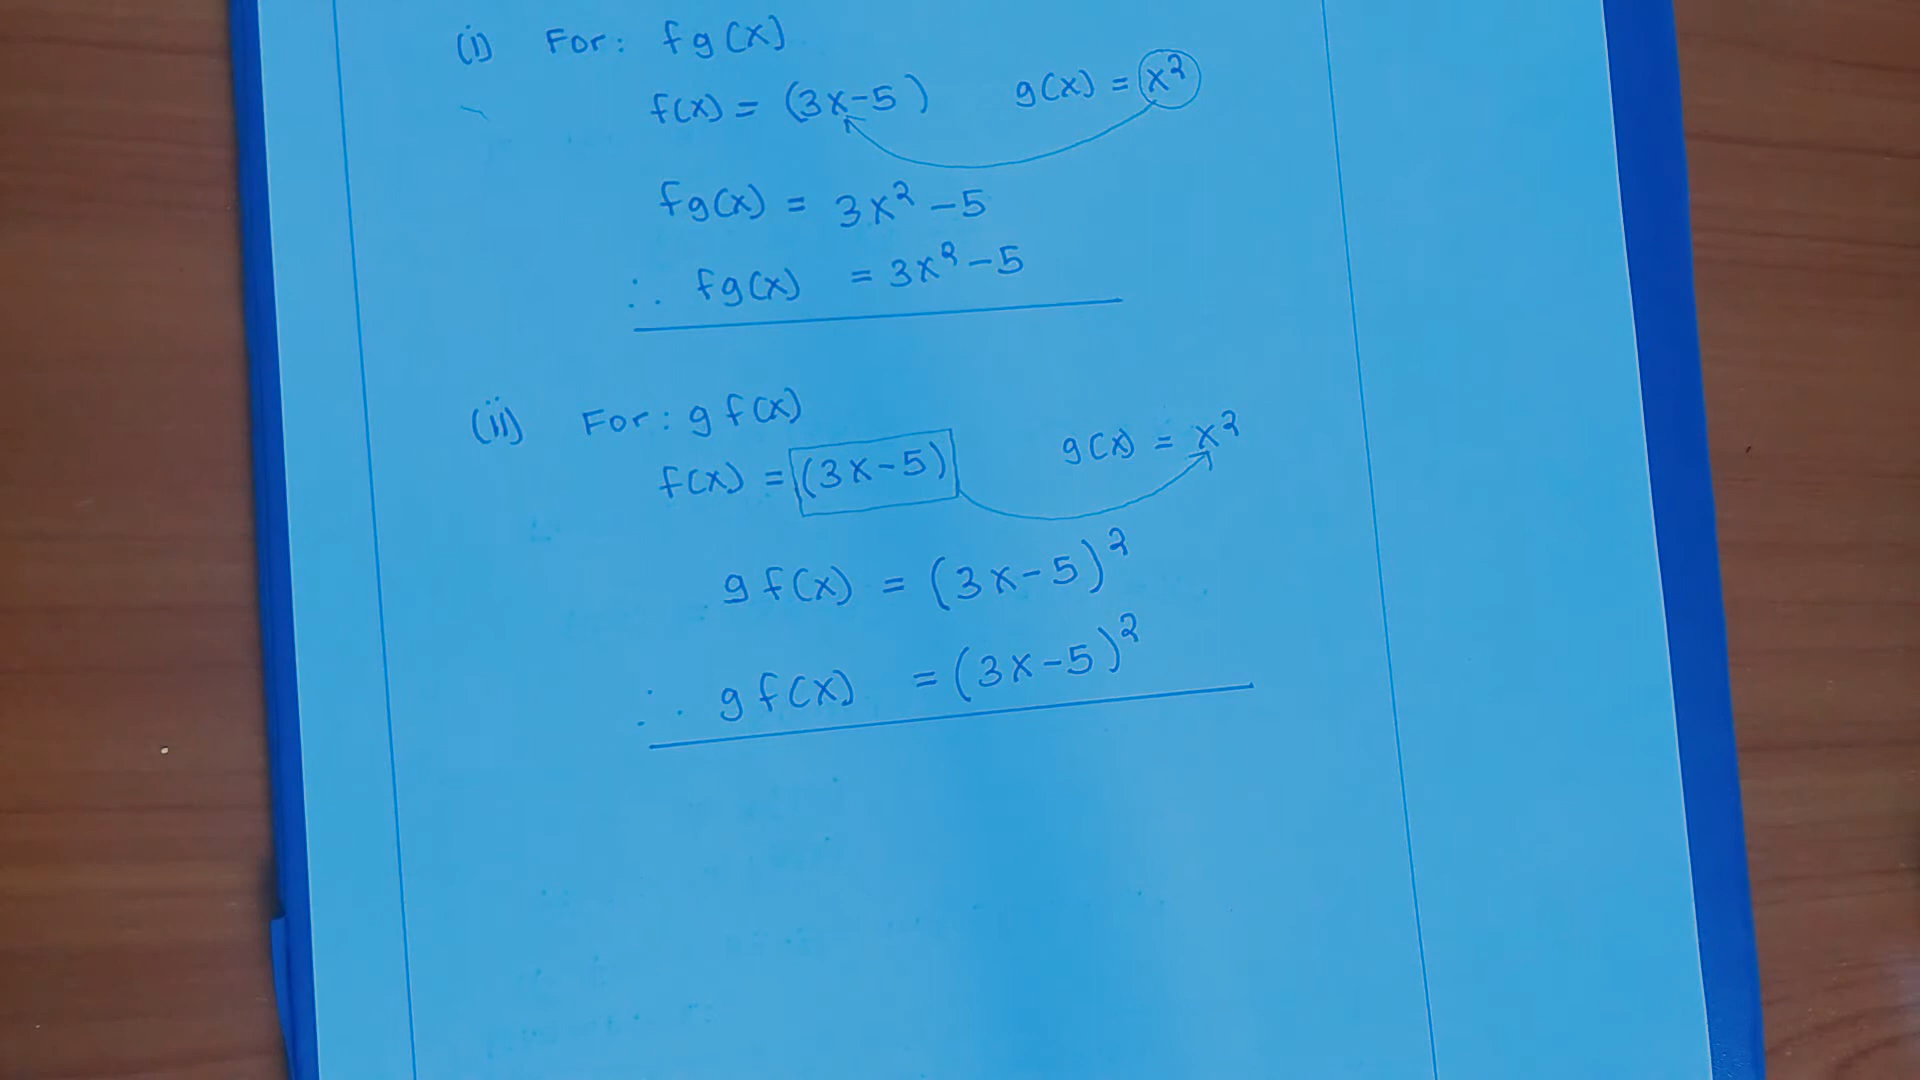 (i) For: fg(x)
f(x) = (3x-5) g(x) = x²
fg(x) = 3x² -5
∴ fg(x) = 3x² -5
(ii) For: gf(x)
f(x) = (3x-5) g(x) = x²
gf(x) = (3x-5)²
∴ gf(x) = (3x-5)²